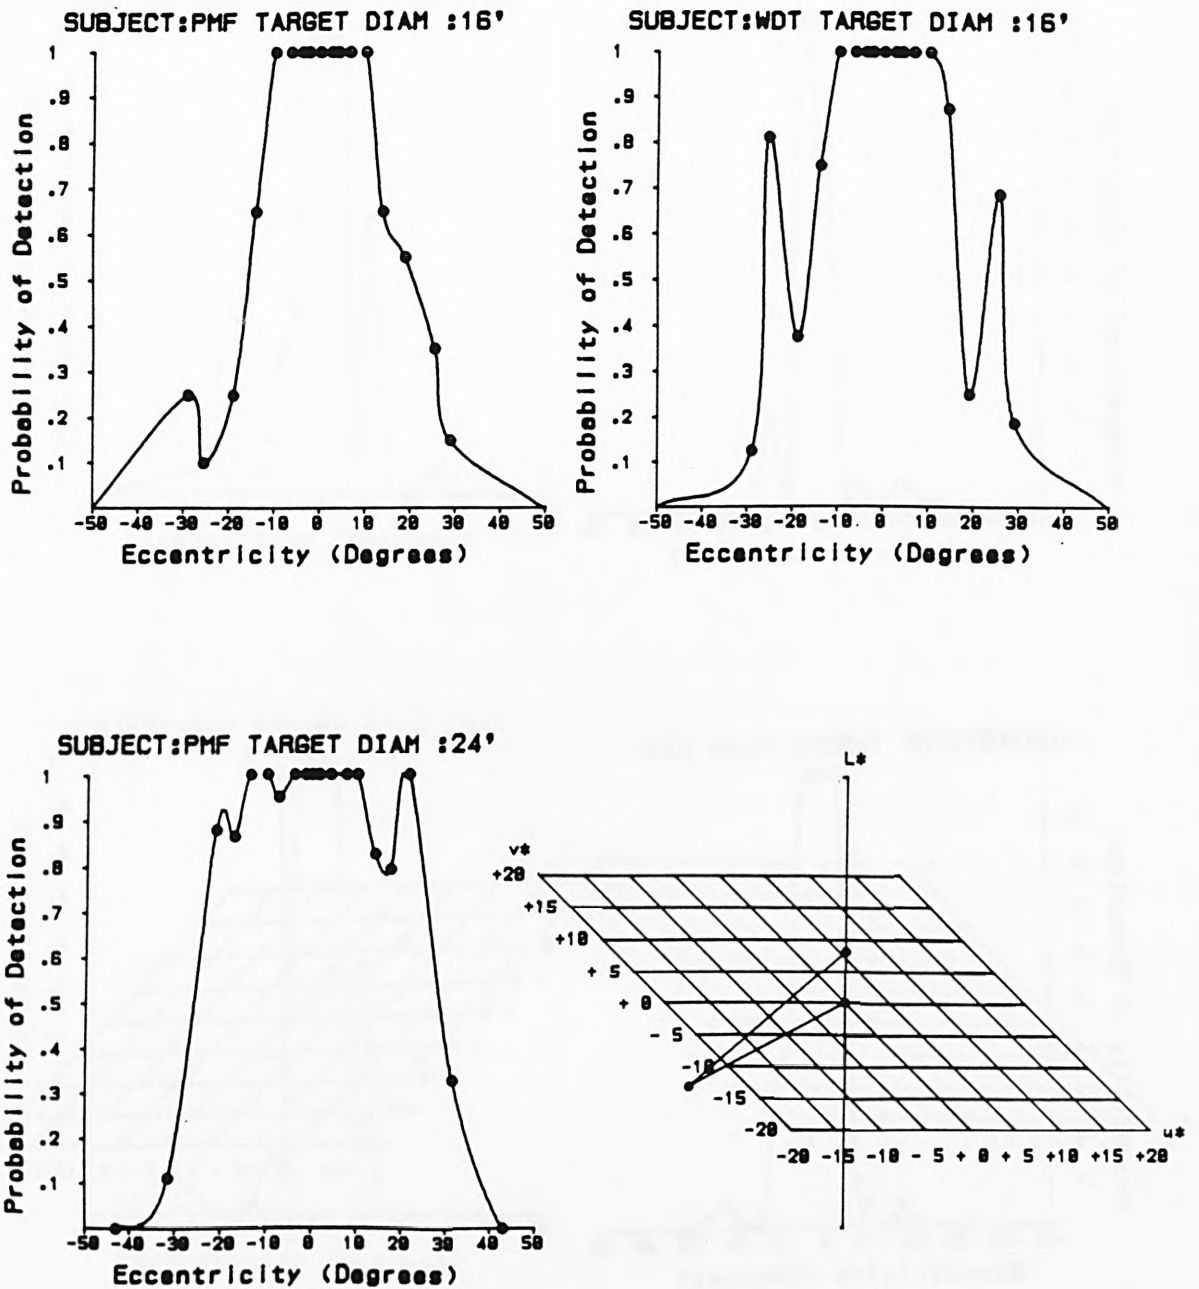 SUBJECT:PMF TARGET DIAM :16'
1
.9
.8
.7
.6
.5
.4
.3
.2
.1
Probability of Detection
-50 -40 -30 -20 -10 0 10 20 30 40 50
Eccentricity (Degrees)
SUBJECT:WDT TARGET DIAM :16'
1
.9
.8
.7
.6
.5
.4
.3
.2
.1
Probability of Detection
-50 -40 -30 -20 -10 0 10 20 30 40 50
Eccentricity (Degrees)
SUBJECT:PMF TARGET DIAM :24'
1
.9
.8
.7
.6
.5
.4
.3
.2
.1
Probability of Detection
-50 -40 -30 -20 -10 0 10 20 30 40 50
Eccentricity (Degrees)
L*
v*
+20
+15
+10
+ 5
+ 0
- 5
-10
-15
-20
u*
-20 -15 -10 - 5 + 0 + 5 +10 +15 +20